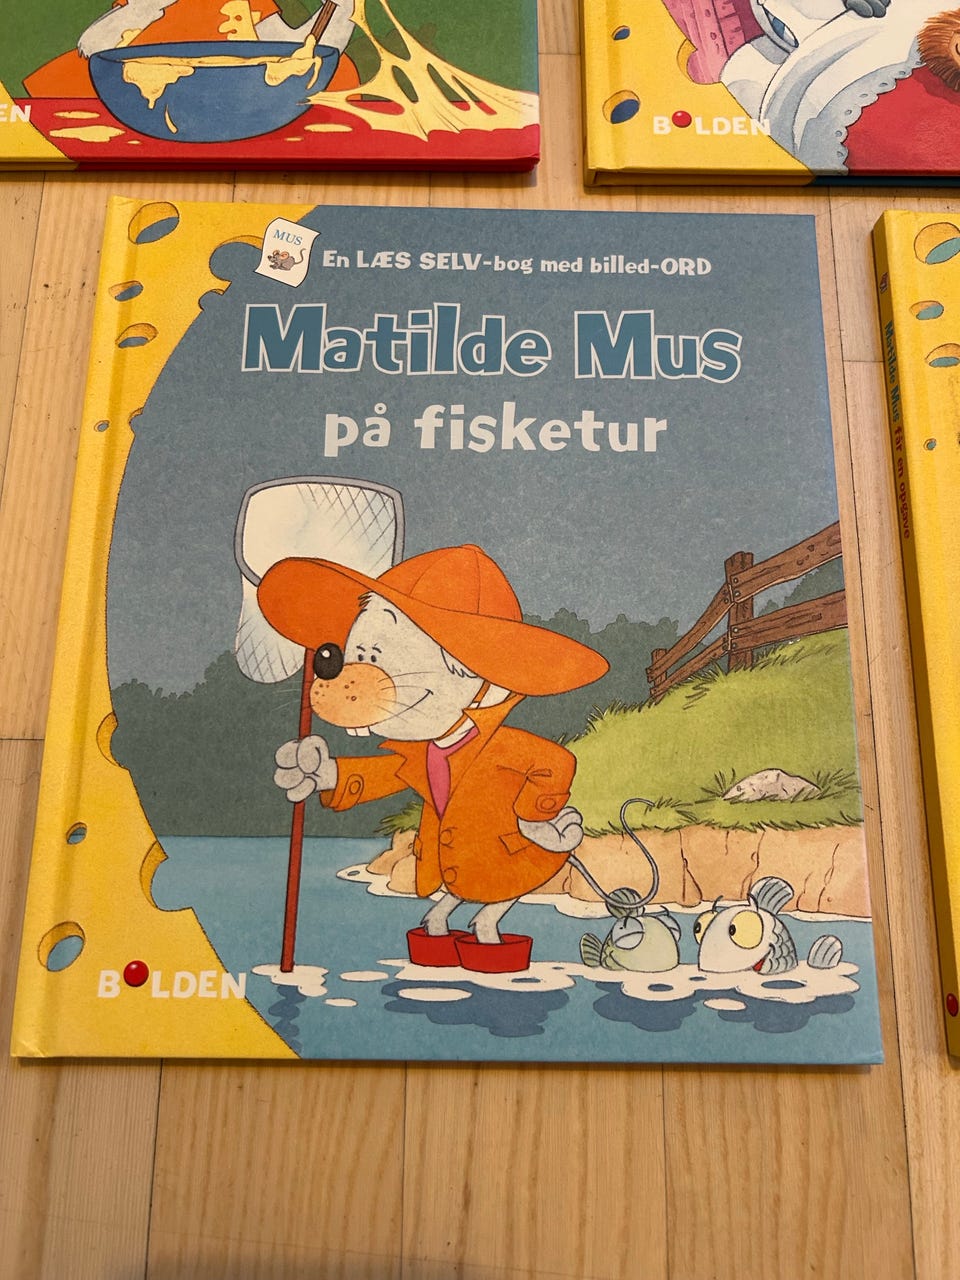 EN
BOLDEN
MUS
En LÆS SELV-bog med billed-ORD
Matilde Mus
på fisketur
BOLDEN
Matilde Mus får en opgave